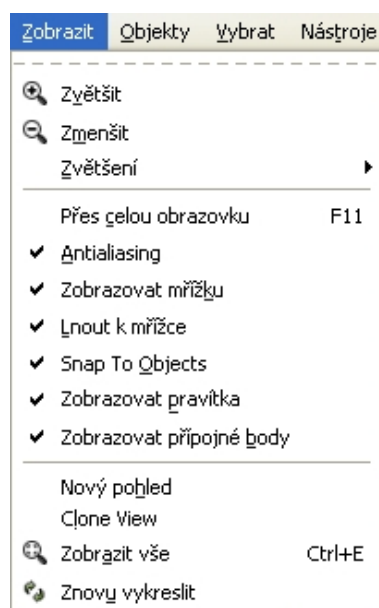 Zobrazit Objekty Vybrat Nástroje
Zvětšit
Zmenšit
Zvětšení
Přes celou obrazovku F11
Antialiasing
Zobrazovat mřížku
Lnout k mřížce
Snap To Objects
Zobrazovat pravítka
Zobrazovat přípojné body
Nový pohled
Clone View
Zobrazit vše Ctrl+E
Znovu vykreslit